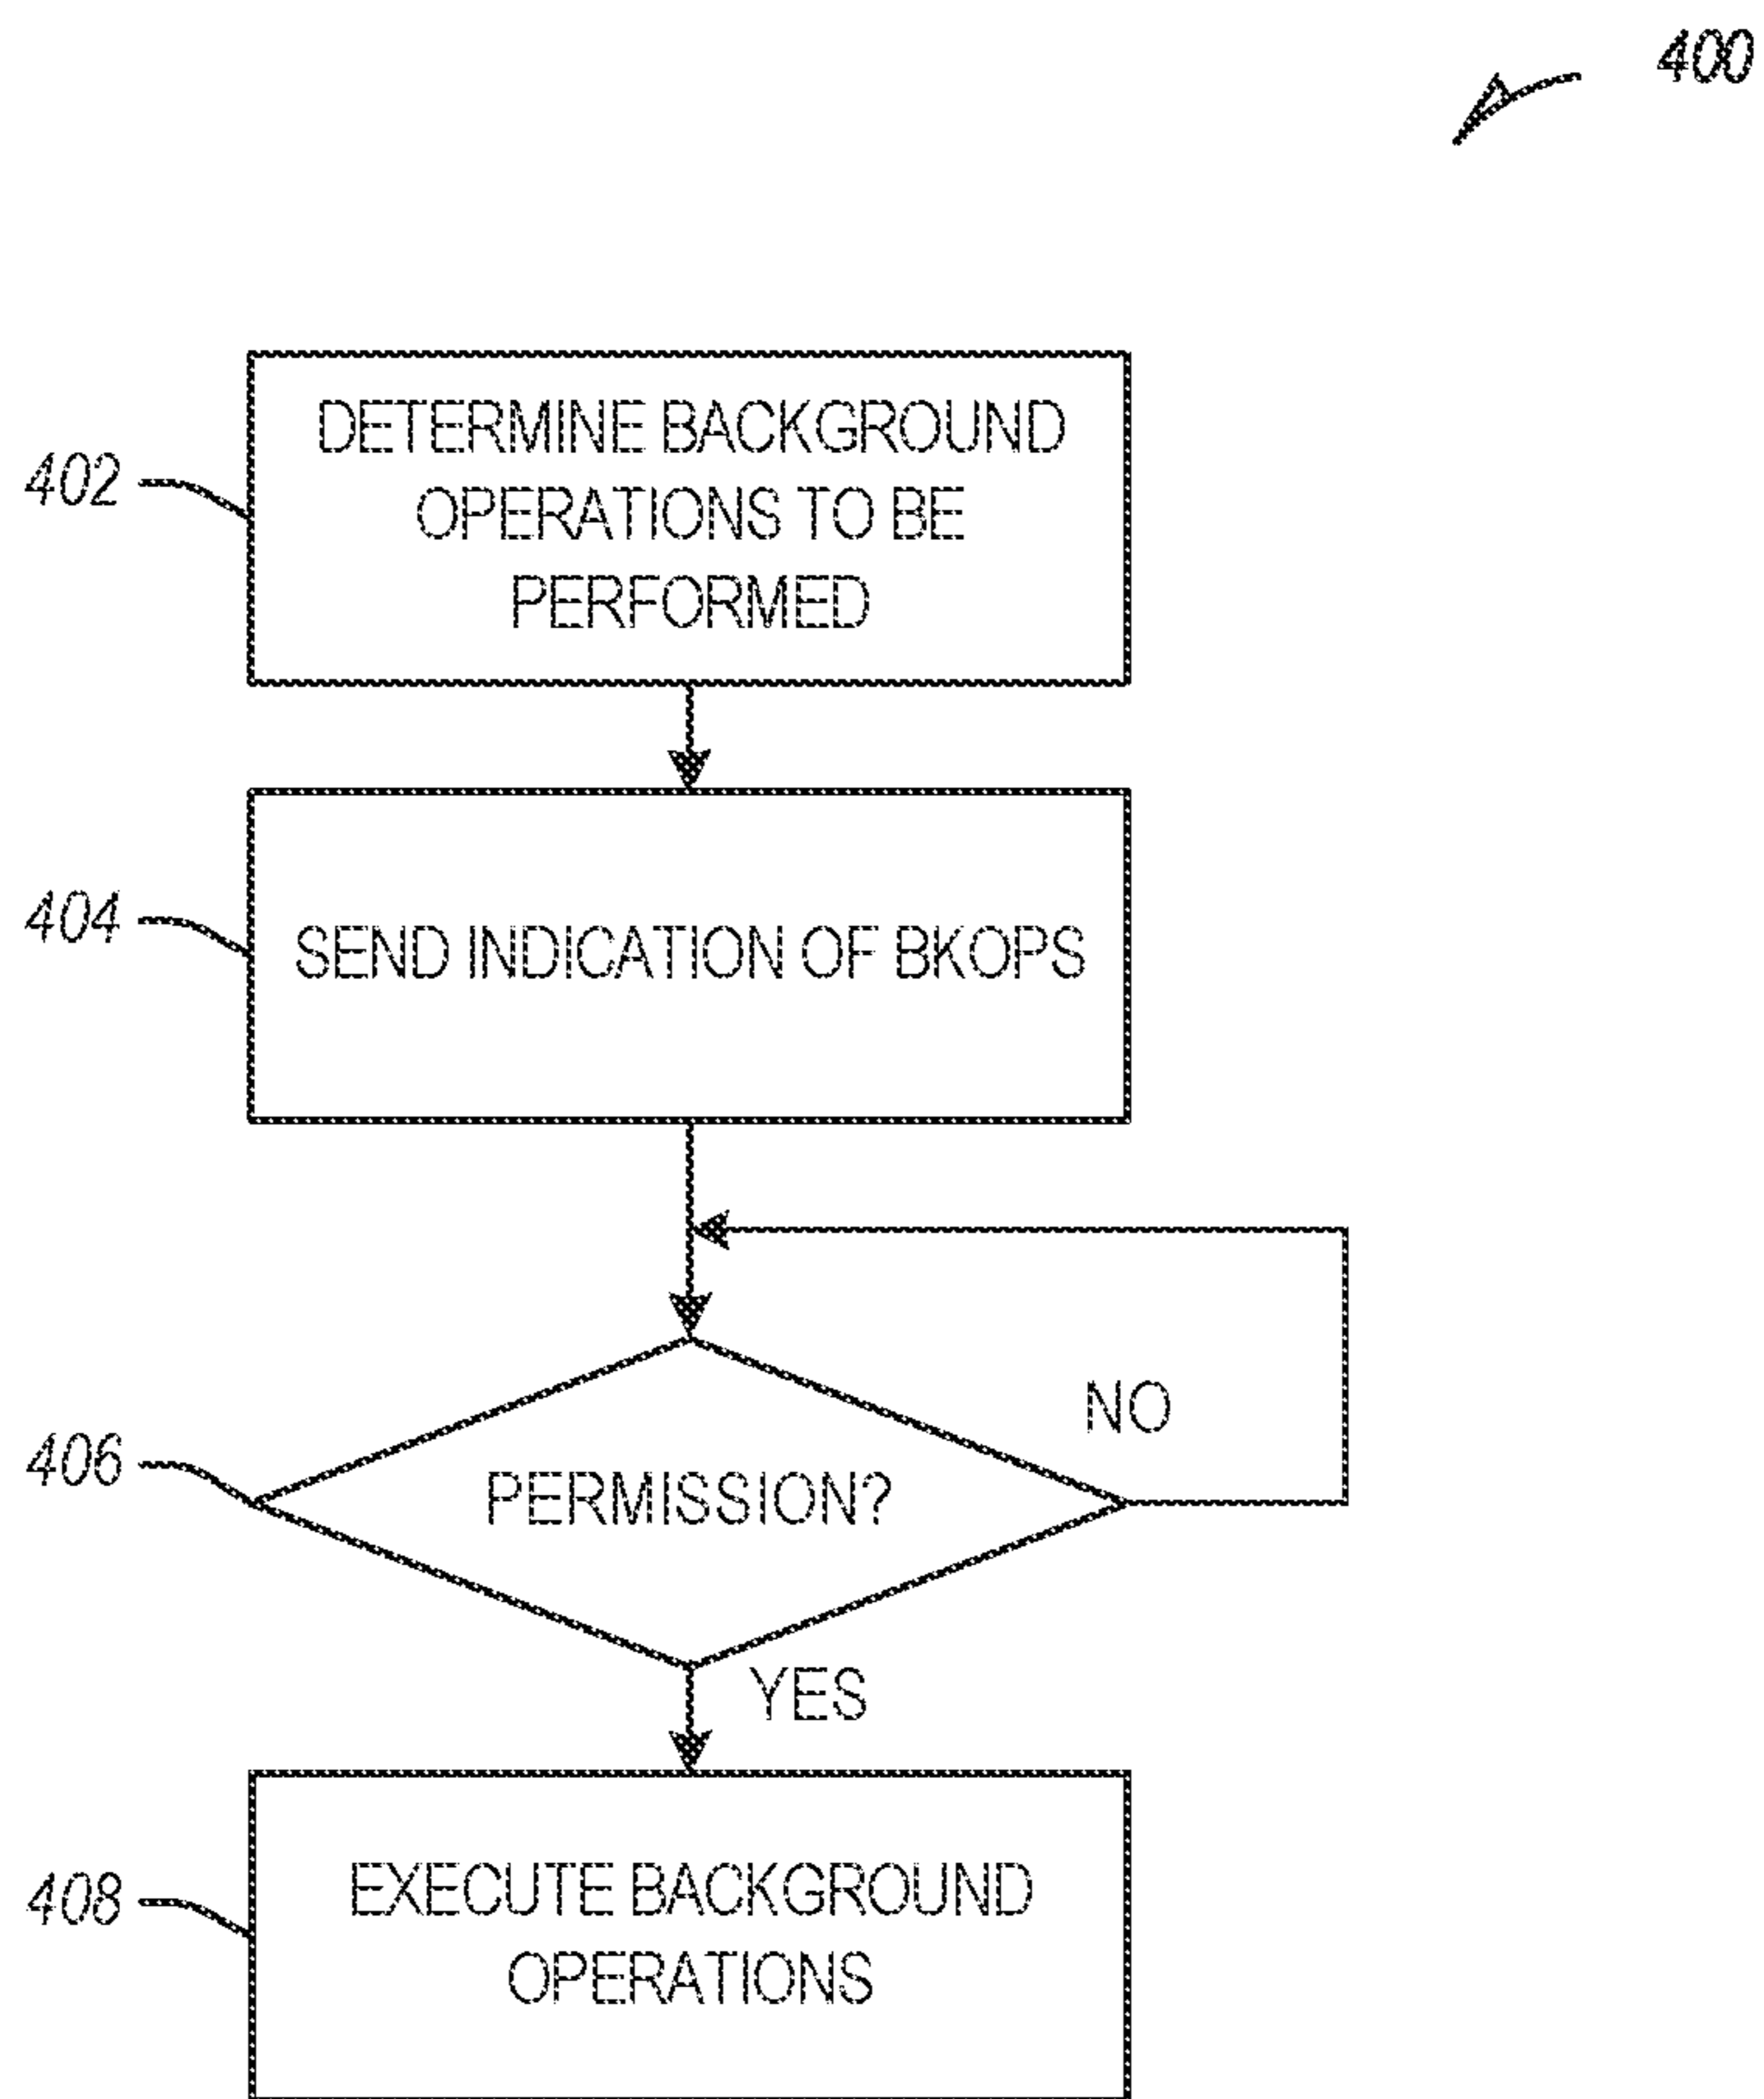 400
402
DETERMINE BACKGROUND
OPERATIONS TO BE
PERFORMED
404
SEND INDICATION OF BKOPS
406
PERMISSION?
NO
YES
408
EXECUTE BACKGROUND
OPERATIONS